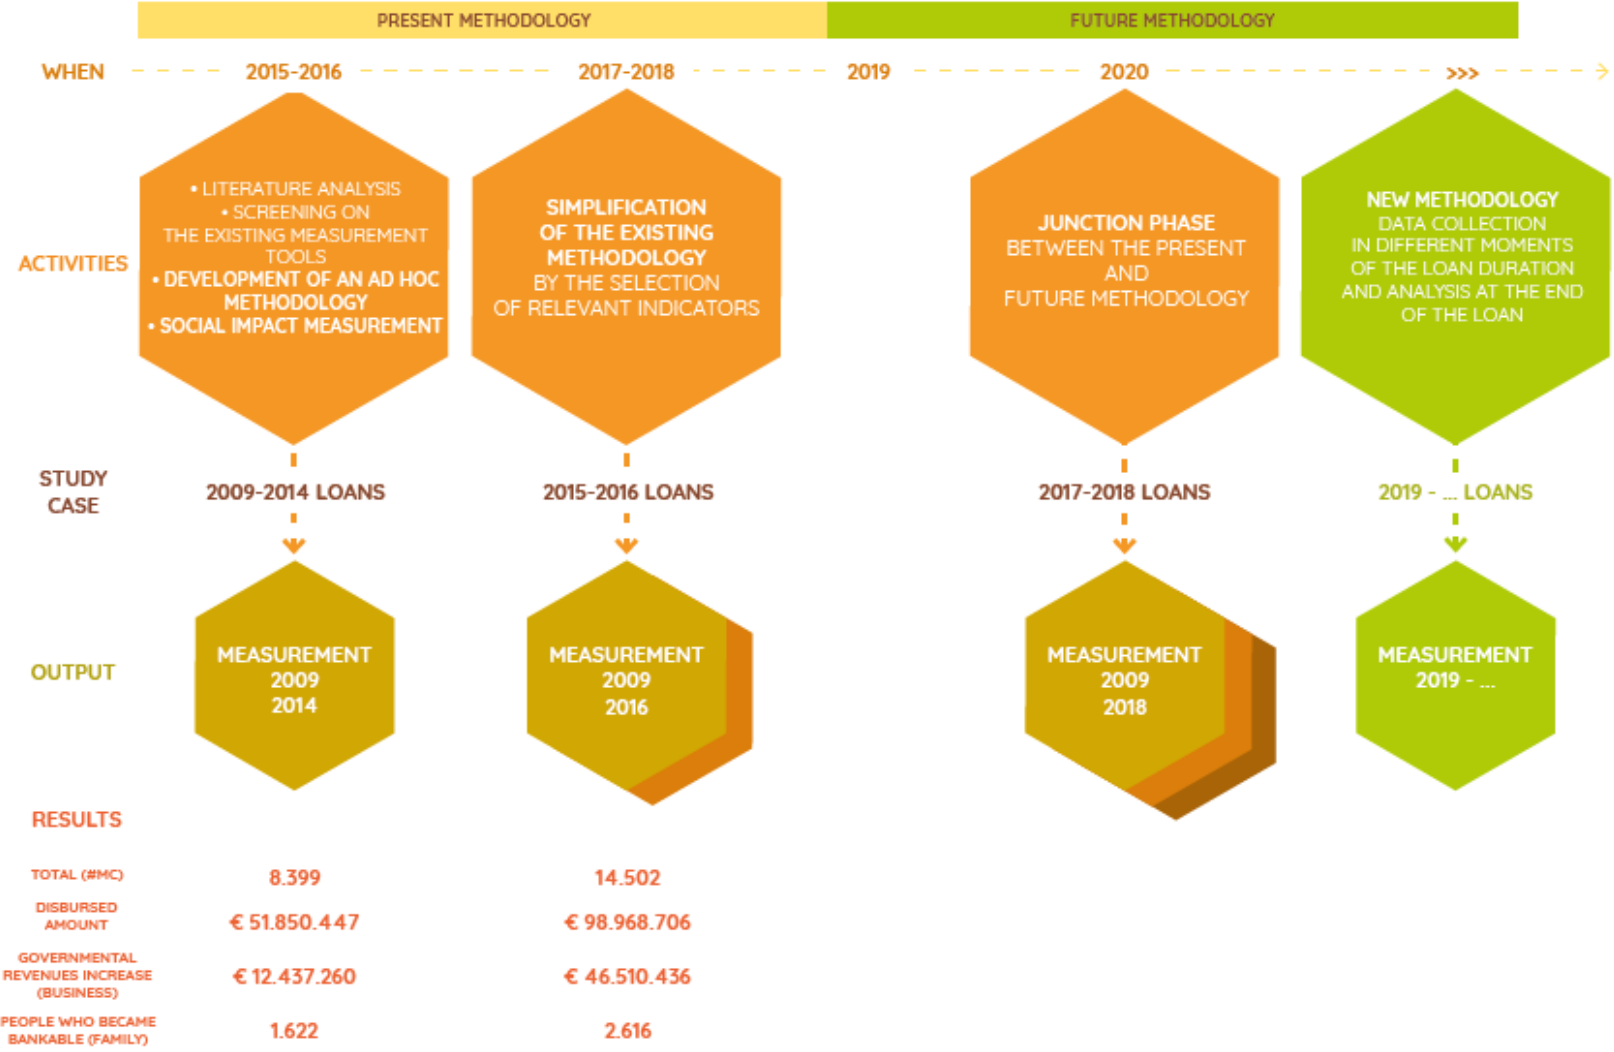 PRESENT METHODOLOGY
FUTURE METHODOLOGY
WHEN
2015-2016
2017-2018
2019
2020
>>>
ACTIVITIES
• LITERATURE ANALYSIS
• SCREENING ON
THE EXISTING MEASUREMENT
TOOLS
• DEVELOPMENT OF AN AD HOC
METHODOLOGY
• SOCIAL IMPACT MEASUREMENT
SIMPLIFICATION
OF THE EXISTING
METHODOLOGY
BY THE SELECTION
OF RELEVANT INDICATORS
JUNCTION PHASE
BETWEEN THE PRESENT
AND
FUTURE METHODOLOGY
NEW METHODOLOGY
DATA COLLECTION
IN DIFFERENT MOMENTS
OF THE LOAN DURATION
AND ANALYSIS AT THE END
OF THE LOAN
STUDY
CASE
2009-2014 LOANS
2015-2016 LOANS
2017-2018 LOANS
2019 - ... LOANS
OUTPUT
MEASUREMENT
2009
2014
MEASUREMENT
2009
2016
MEASUREMENT
2009
2018
MEASUREMENT
2019 - ...
RESULTS
TOTAL (#MC)
8.399
14.502
DISBURSED
AMOUNT
€ 51.850.447
€ 98.968.706
GOVERNMENTAL
REVENUES INCREASE
(BUSINESS)
€ 12.437.260
€ 46.510.436
PEOPLE WHO BECAME
BANKABLE (FAMILY)
1.622
2.616